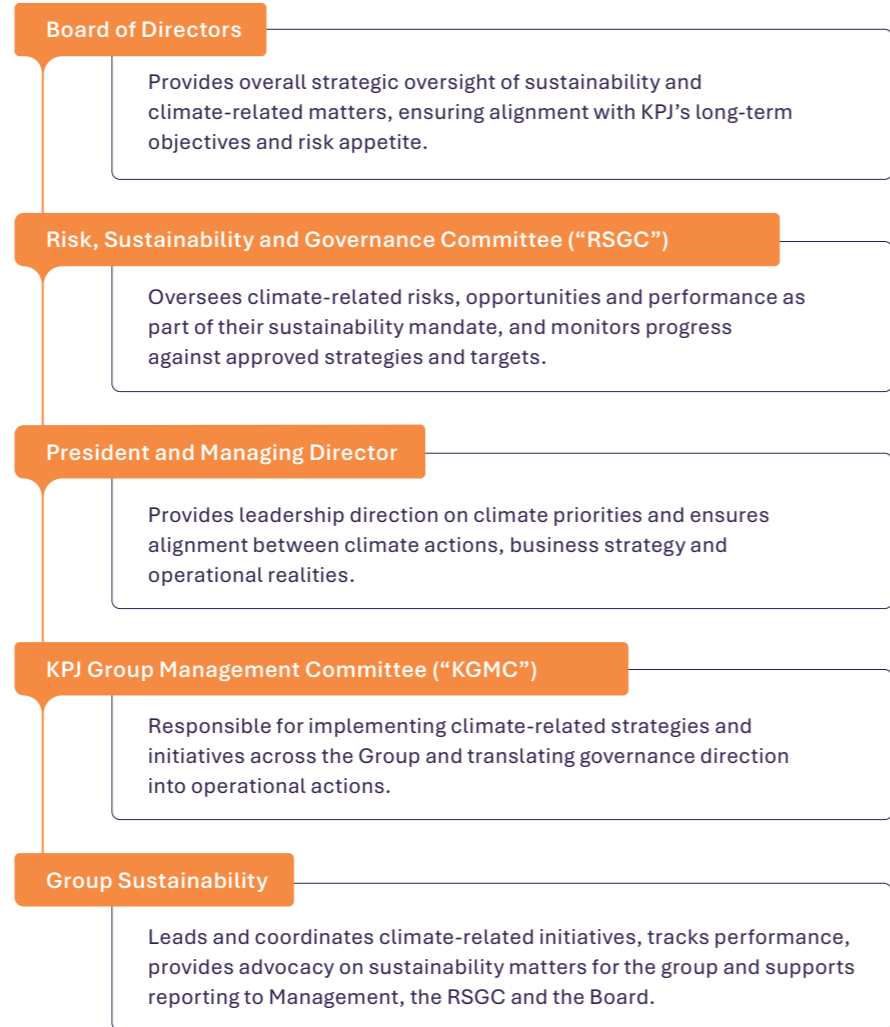 Board of Directors
Provides overall strategic oversight of sustainability and
climate-related matters, ensuring alignment with KPJ’s long-term
objectives and risk appetite.
Risk, Sustainability and Governance Committee (“RSGC”)
Oversees climate-related risks, opportunities and performance as
part of their sustainability mandate, and monitors progress
against approved strategies and targets.
President and Managing Director
Provides leadership direction on climate priorities and ensures
alignment between climate actions, business strategy and
operational realities.
KPJ Group Management Committee (“KGMC”)
Responsible for implementing climate-related strategies and
initiatives across the Group and translating governance direction
into operational actions.
Group Sustainability
Leads and coordinates climate-related initiatives, tracks performance,
provides advocacy on sustainability matters for the group and supports
reporting to Management, the RSGC and the Board.